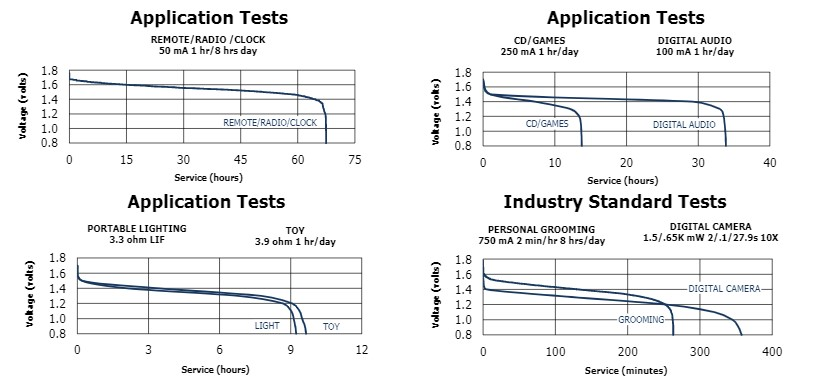 Application Tests
REMOTE/RADIO /CLOCK
50 mA 1 hr/8 hrs day
Voltage (volts)
1.8
1.6
1.4
1.2
1.0
0.8
REMOTE/RADIO/CLOCK
0 15 30 45 60 75
Service (hours)
Application Tests
CD/GAMES DIGITAL AUDIO
250 mA 1 hr/day 100 mA 1 hr/day
Voltage (volts)
1.8
1.6
1.4
1.2
1.0
0.8
CD/GAMES DIGITAL AUDIO
0 10 20 30 40
Service (hours)
Application Tests
PORTABLE LIGHTING TOY
3.3 ohm LIF 3.9 ohm 1 hr/day
Voltage (volts)
1.8
1.6
1.4
1.2
1.0
0.8
LIGHT TOY
0 3 6 9 12
Service (hours)
Industry Standard Tests
PERSONAL GROOMING DIGITAL CAMERA
750 mA 2 min/hr 8 hrs/day 1.5/.65K mW 2/.1/27.9s 10X
Voltage (volts)
1.8
1.6
1.4
1.2
1.0
0.8
DIGITAL CAMERA
GROOMING
0 100 200 300 400
Service (minutes)